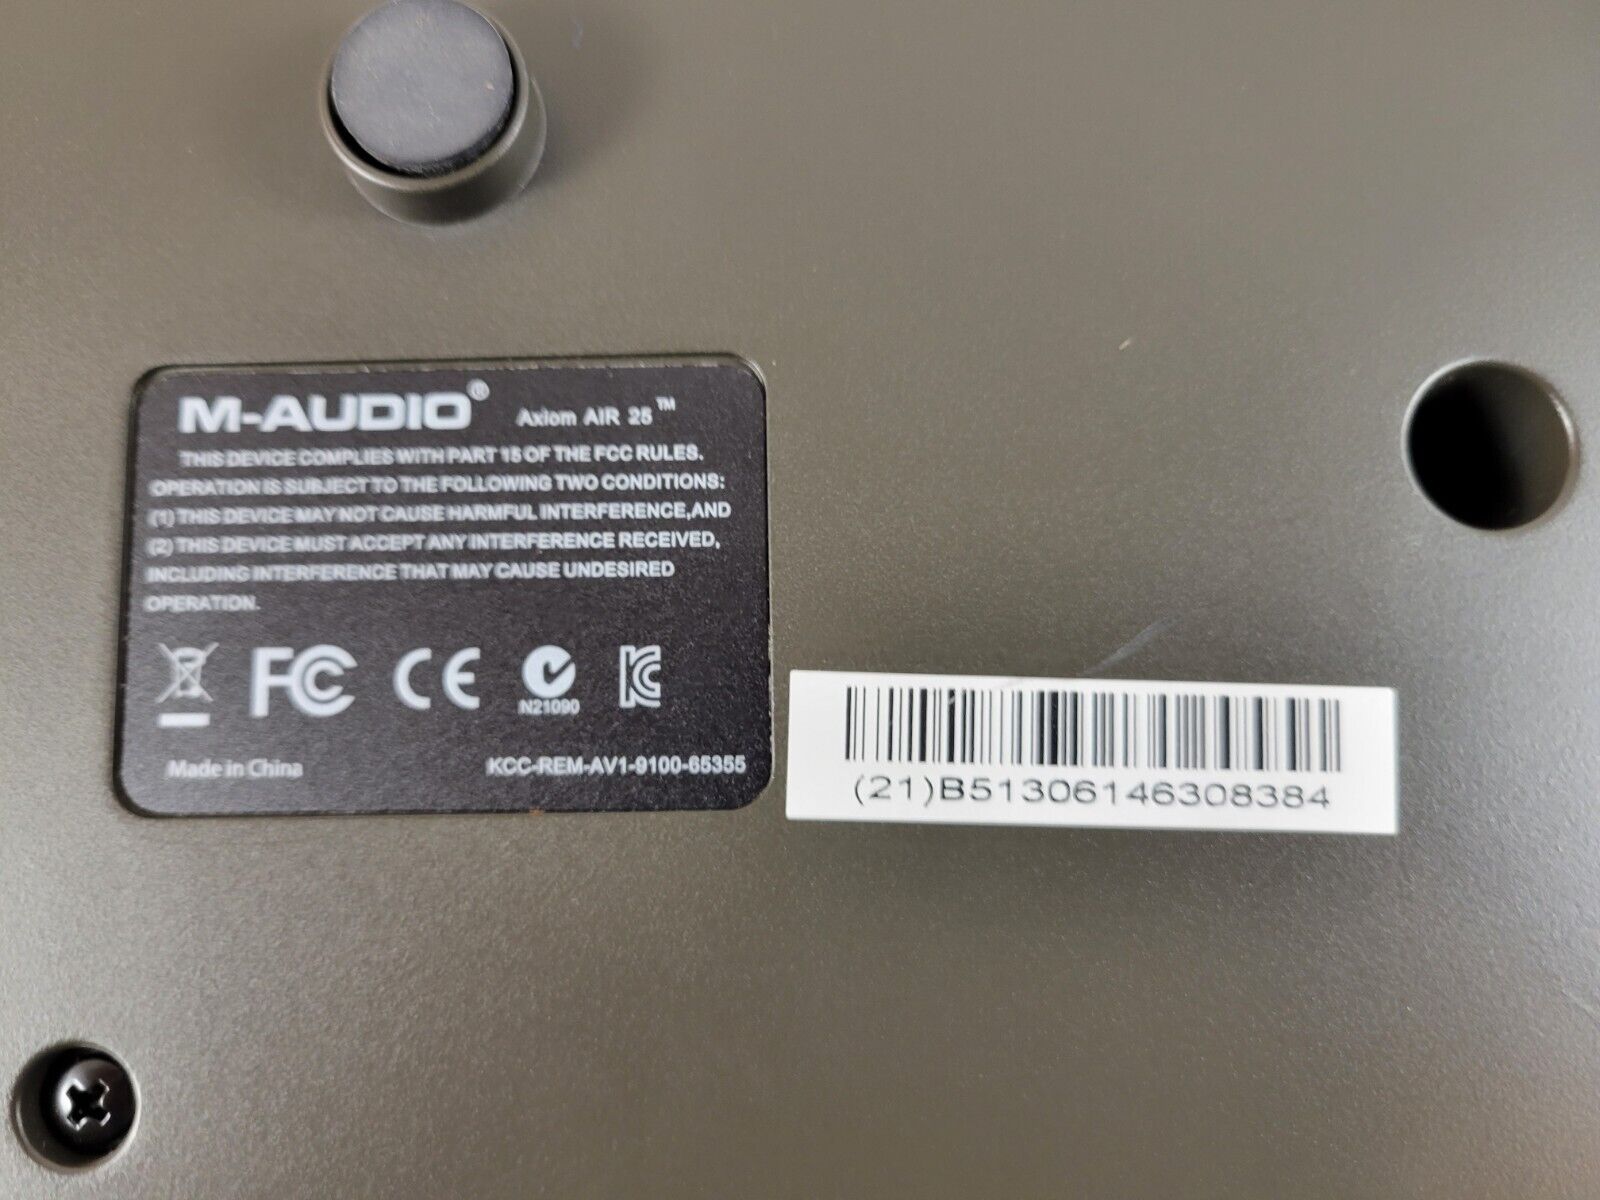 M-AUDIO® Axiom AIR 25™
THIS DEVICE COMPLIES WITH PART 15 OF THE FCC RULES.
OPERATION IS SUBJECT TO THE FOLLOWING TWO CONDITIONS:
(1) THIS DEVICE MAY NOT CAUSE HARMFUL INTERFERENCE,AND
(2) THIS DEVICE MUST ACCEPT ANY INTERFERENCE RECEIVED,
INCLUDING INTERFERENCE THAT MAY CAUSE UNDESIRED
OPERATION.
FC CE KC
N21090
Made in China KCC-REM-AV1-9100-65355
(21)B51306146308384